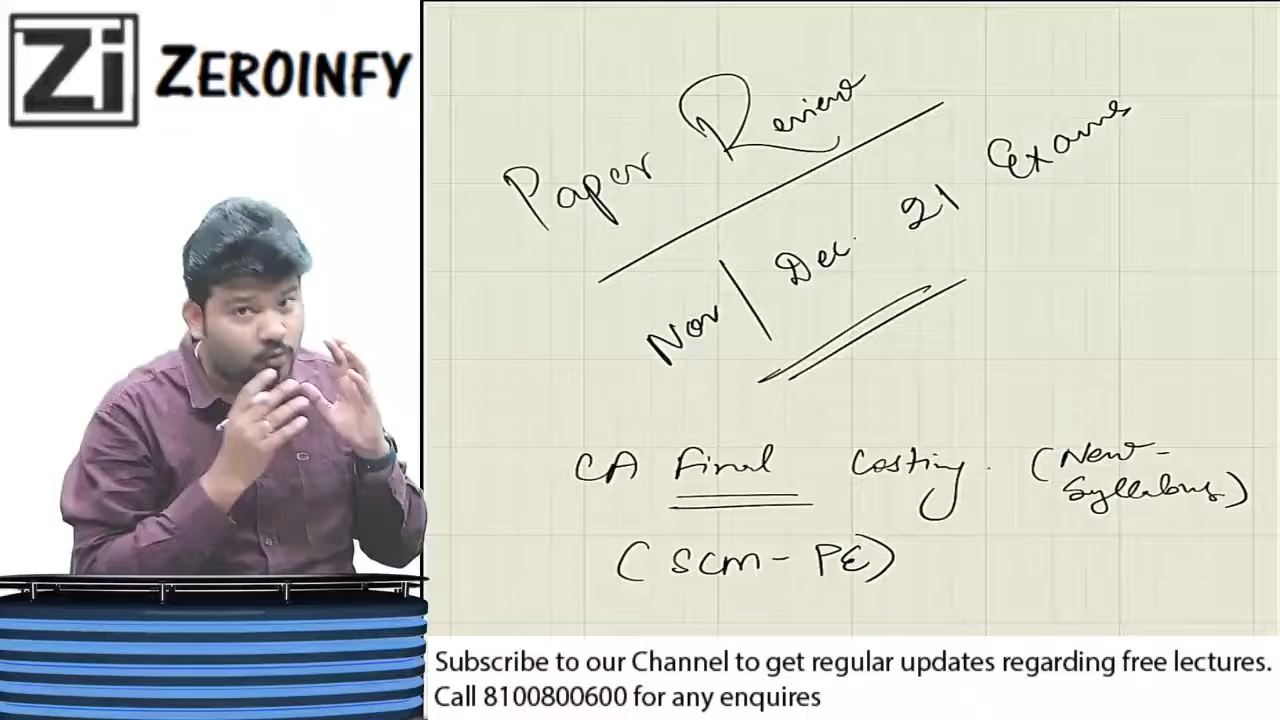 Zi ZEROINFY
Paper Review
Nov | Dec. 21 Exams
CA Final Costing. (New-
Syllabus)
(SCM-PE)
Subscribe to our Channel to get regular updates regarding free lectures.
Call 8100800600 for any enquires